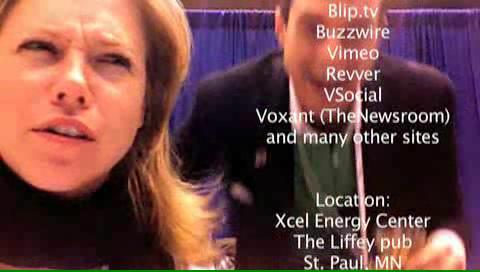 Blip.tv
Buzzwire
Vimeo
Revver
VSocial
Voxant (TheNewsroom)
and many other sites
Location:
Xcel Energy Center
The Liffey pub
St. Paul, MN